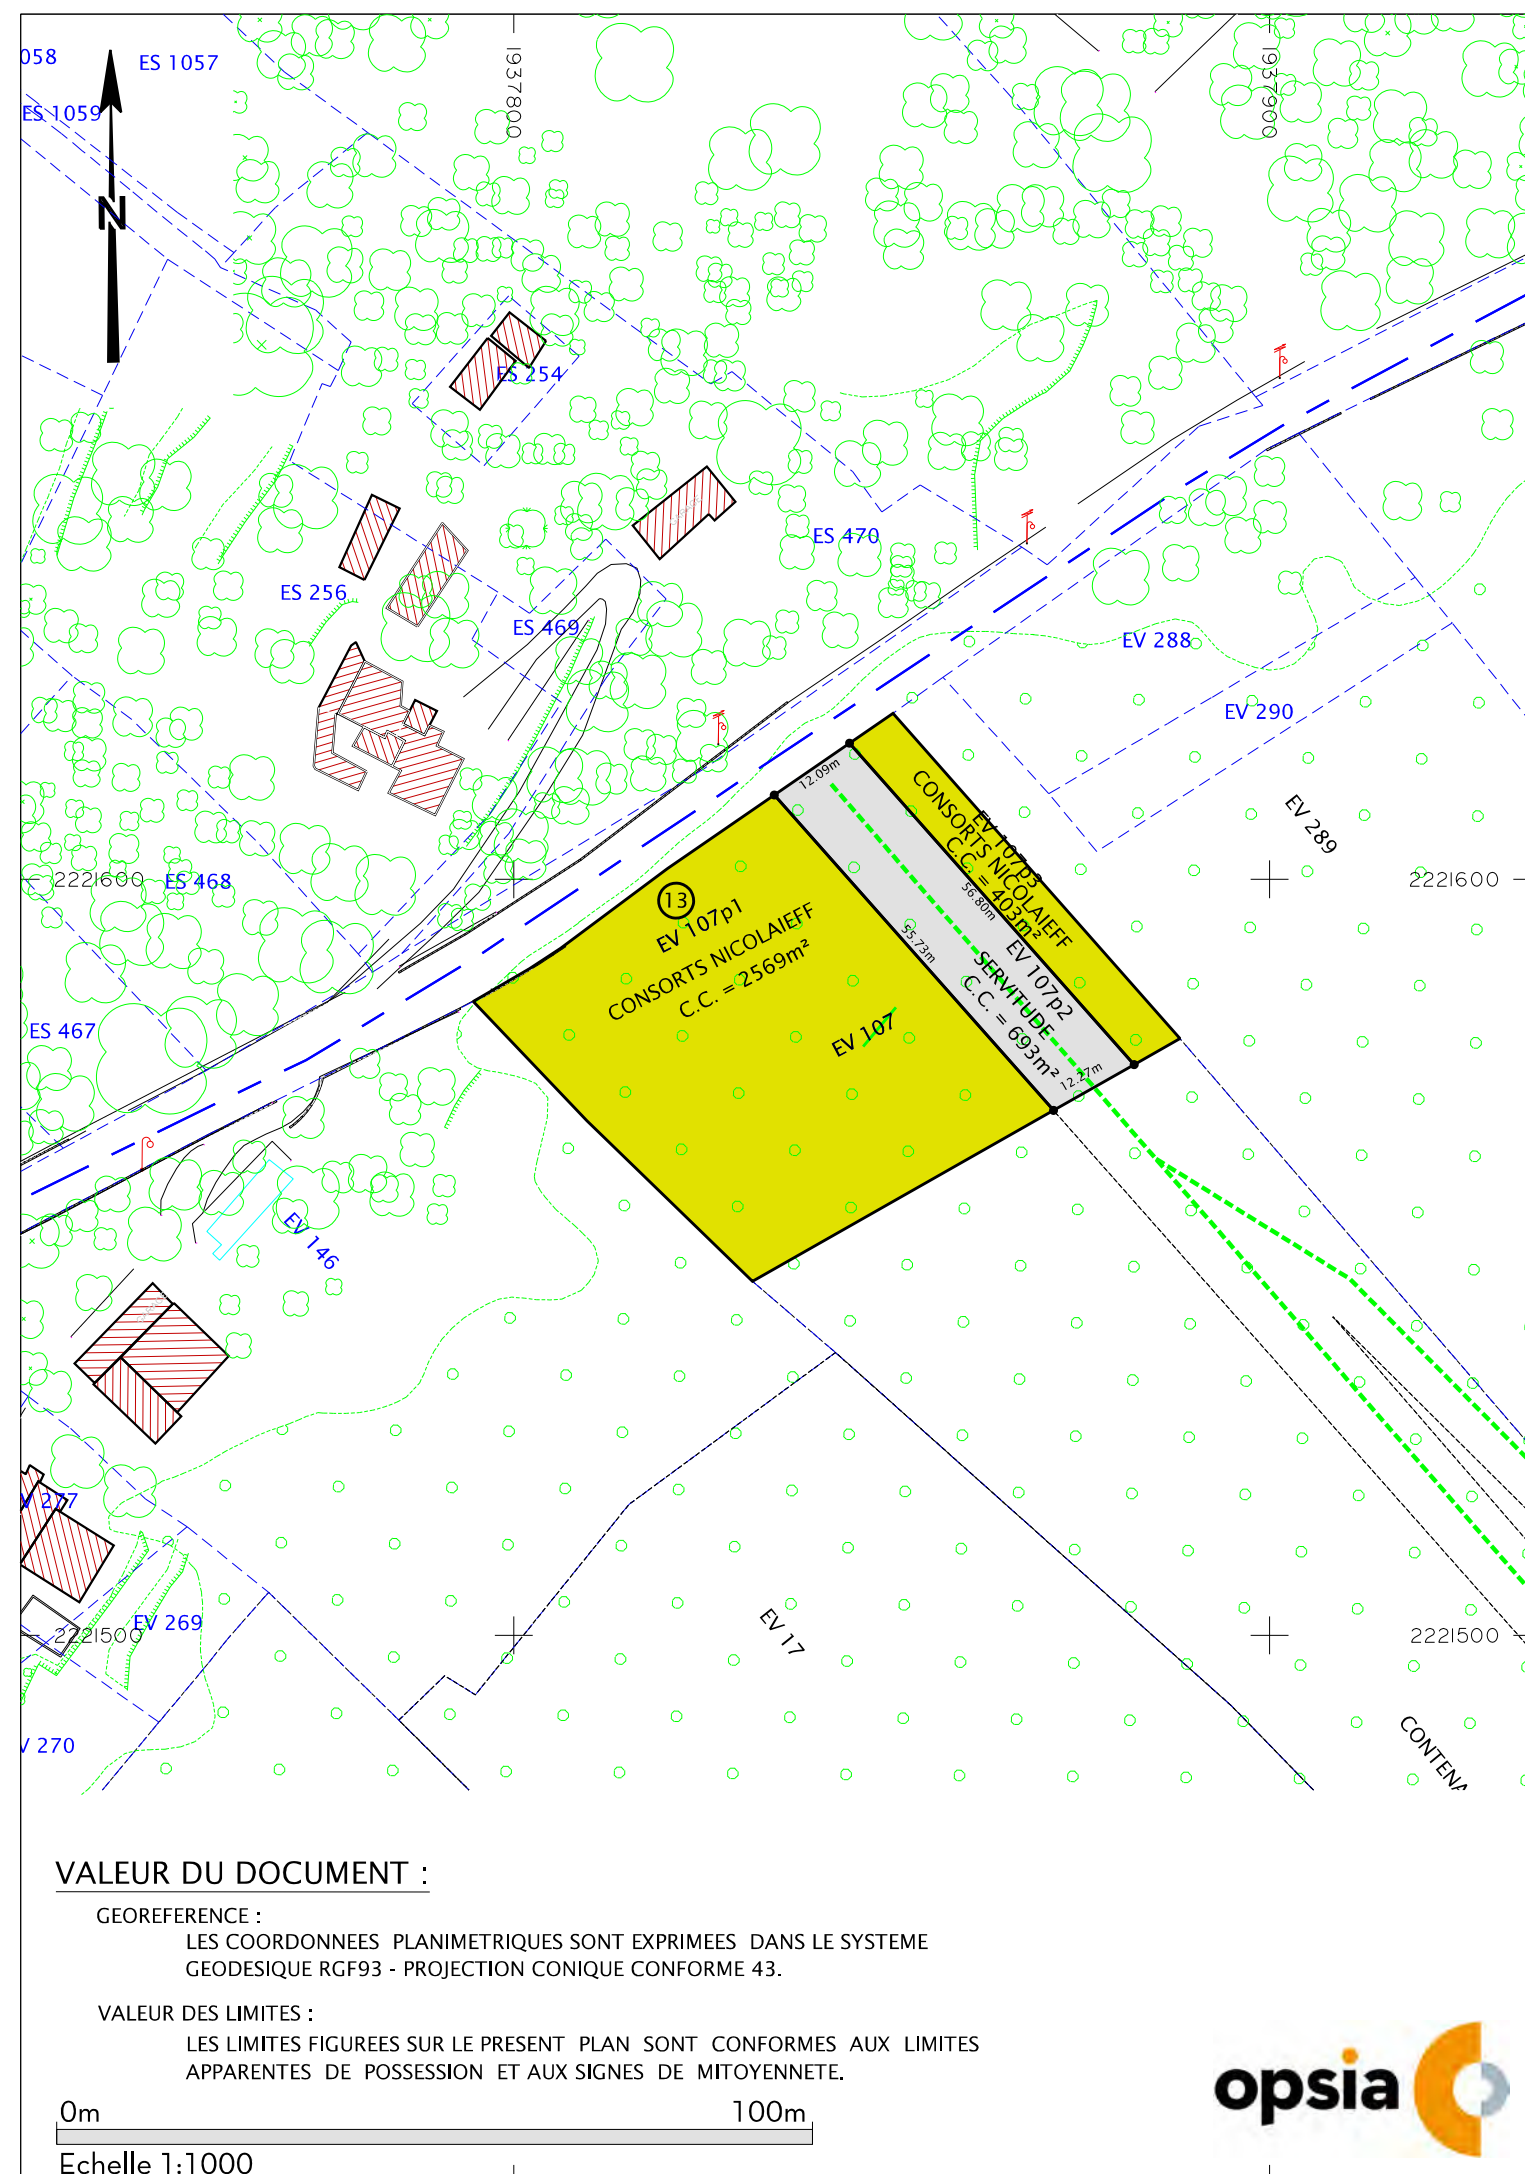 058
ES 1057
ES 1059
N
1937800
1937900
ES 254
ES 470
ES 256
ES 469
EV 288
EV 290
EV 289
12.09m
CONSORTS NICOLAIEFF
EV 107p3
C.C. = 403m²
56.80m
2221600
ES 468
13
EV 107p1
CONSORTS NICOLAIEFF
C.C. = 2569m²
55.73m
EV 107p2
SERVITUDE
C.C. = 693m²
2221600
EV 107
12.27m
ES 467
EV 146
V 277
2221500
EV 269
EV 17
2221500
V 270
CONTENA
VALEUR DU DOCUMENT :
GEOREFERENCE :
LES COORDONNEES PLANIMETRIQUES SONT EXPRIMEES DANS LE SYSTEME
GEODESIQUE RGF93 - PROJECTION CONIQUE CONFORME 43.
VALEUR DES LIMITES :
LES LIMITES FIGUREES SUR LE PRESENT PLAN SONT CONFORMES AUX LIMITES
APPARENTES DE POSSESSION ET AUX SIGNES DE MITOYENNETE.
0m
100m
Echelle 1:1000
opsia